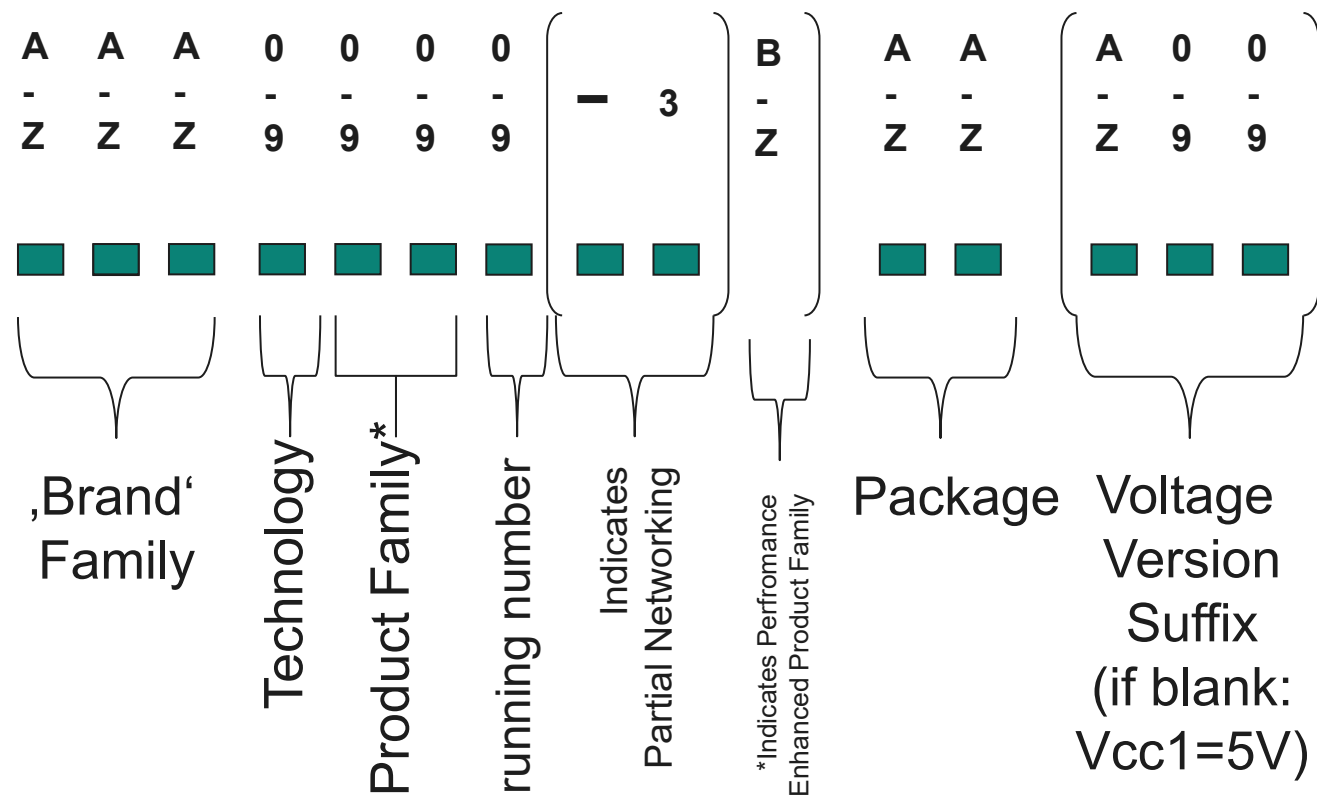 A A A 0 0 0 0 B A A A 0 0
- - - - - - - – 3 - - - - - -
Z Z Z 9 9 9 9 Z Z Z Z 9 9
‚Brand‘
Family
Technology
Product Family*
running number
Indicates
Partial Networking
*Indicates Perfromance
Enhanced Product Family
Package
Voltage
Version
Suffix
(if blank:
Vcc1=5V)